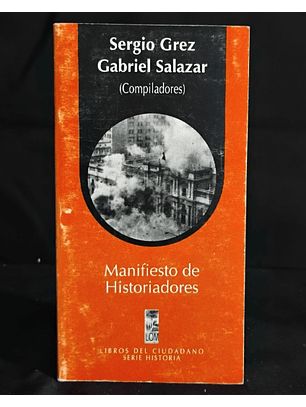 Sergio Grez
Gabriel Salazar
(Compiladores)
Manifiesto de
Historiadores
LOM
LIBROS DEL CIUDADANO
SERIE HISTORIA